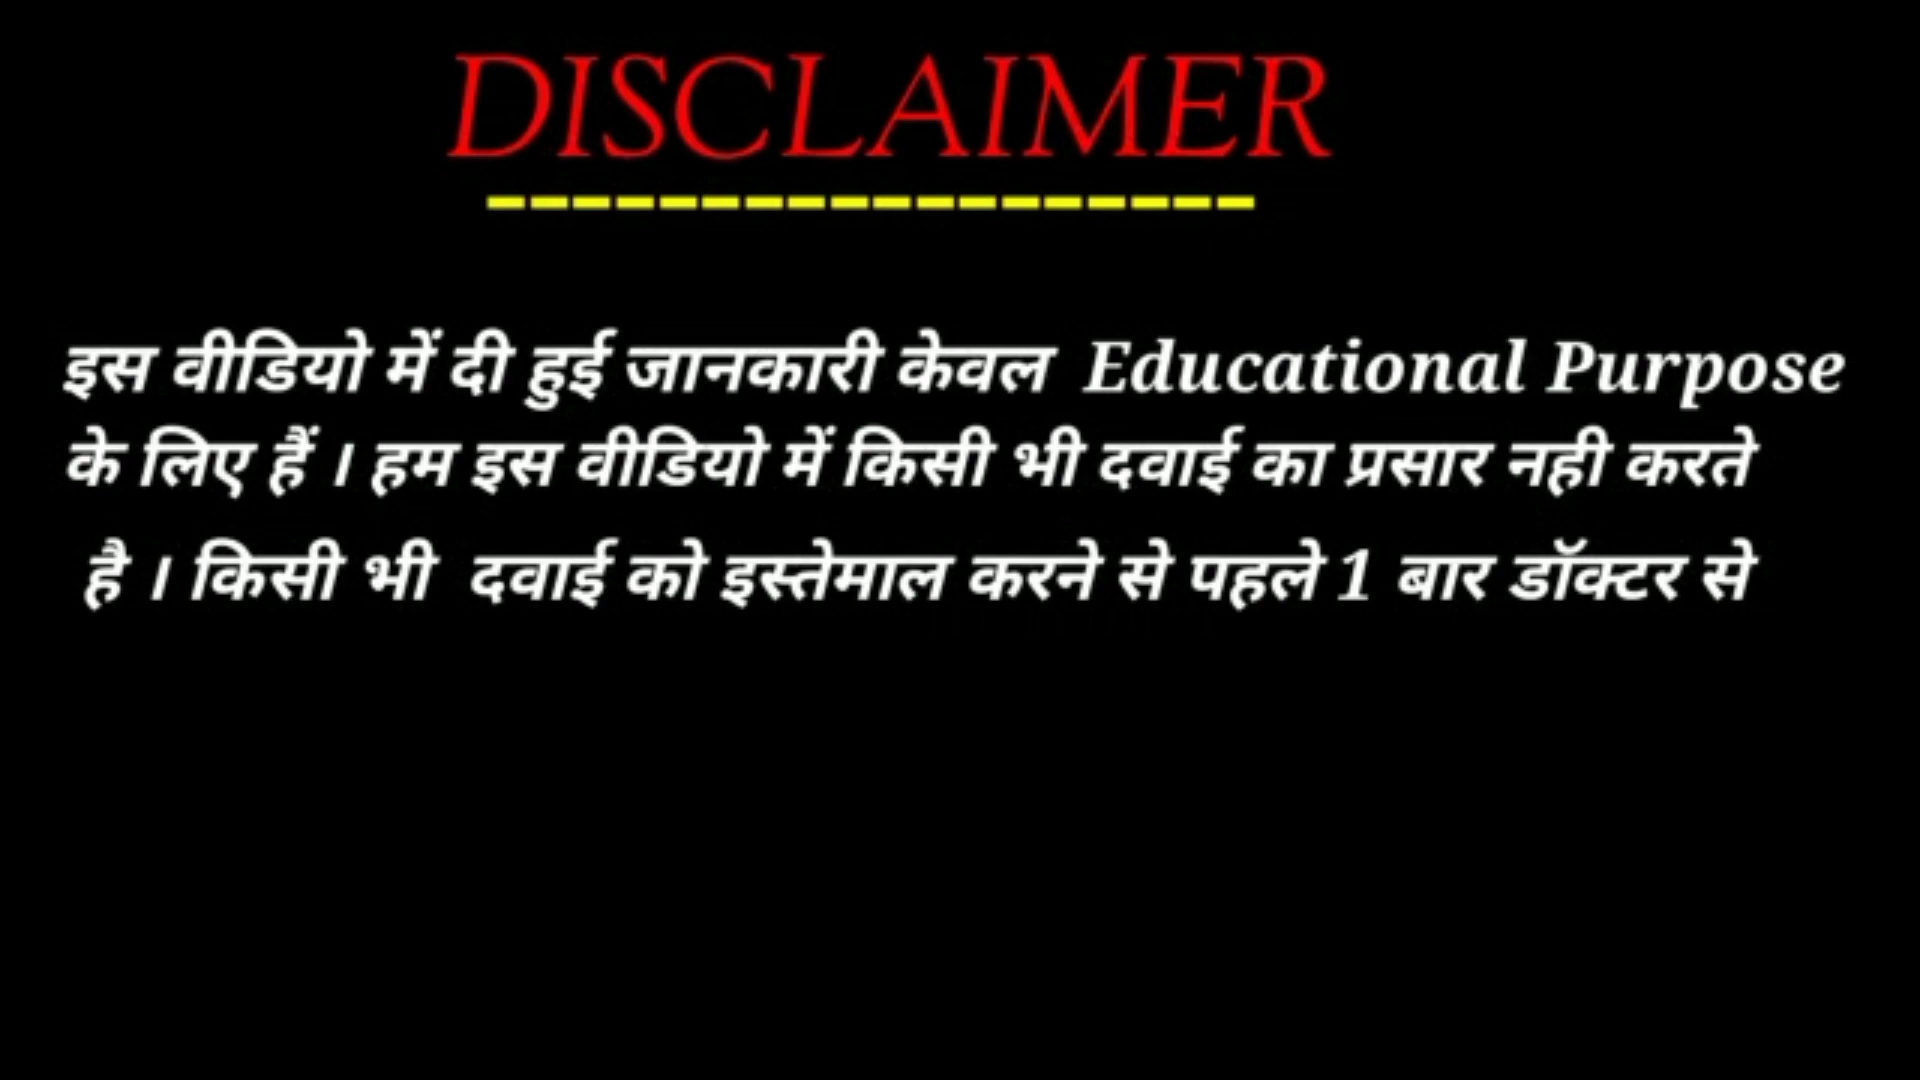 DISCLAIMER
------------------
इस वीडियो में दी हुई जानकारी केवल Educational Purpose
के लिए हैं । हम इस वीडियो में किसी भी दवाई का प्रसार नही करते
है । किसी भी दवाई को इस्तेमाल करने से पहले 1 बार डॉक्टर से